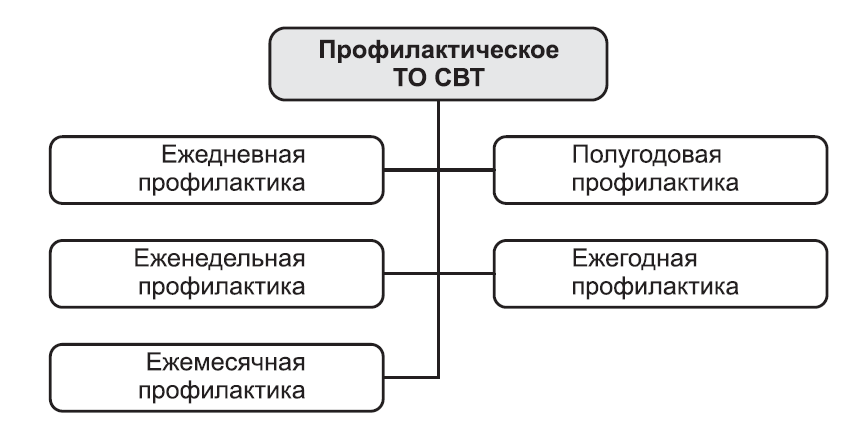 Профилактическое
ТО СВТ
Ежедневная
профилактика
Полугодовая
профилактика
Еженедельная
профилактика
Ежегодная
профилактика
Ежемесячная
профилактика